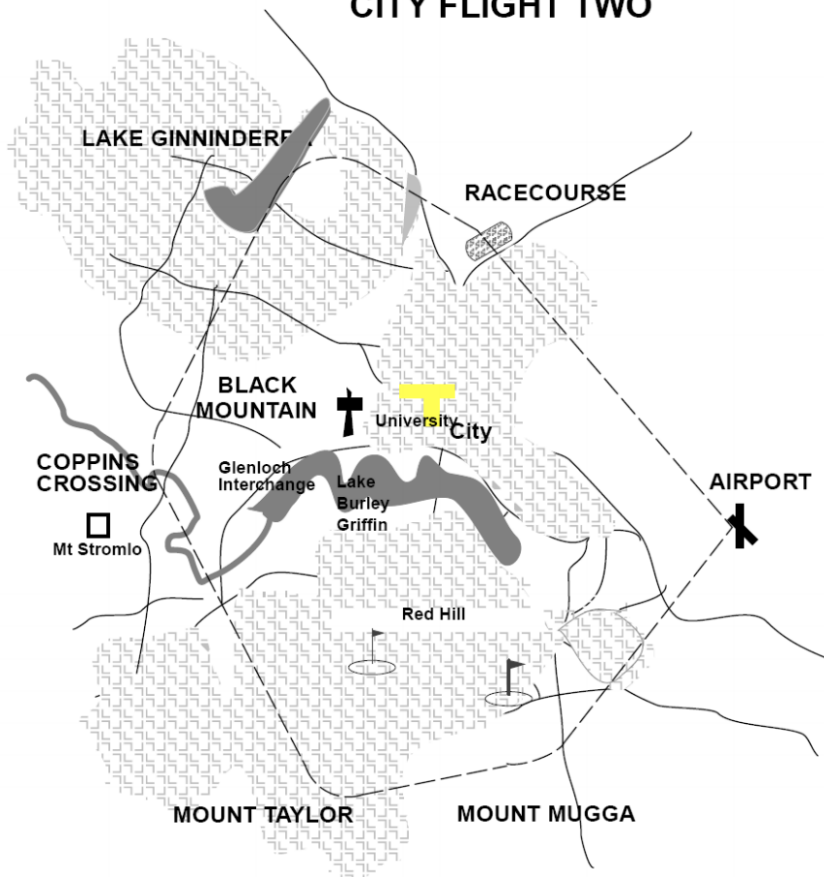 CITY FLIGHT TWO
LAKE GINNINDERRA
RACECOURSE
BLACK
MOUNTAIN
University
City
COPPINS
CROSSING
Glenloch
Interchange
Lake
Burley
Griffin
AIRPORT
Mt Stromlo
Red Hill
MOUNT TAYLOR
MOUNT MUGGA